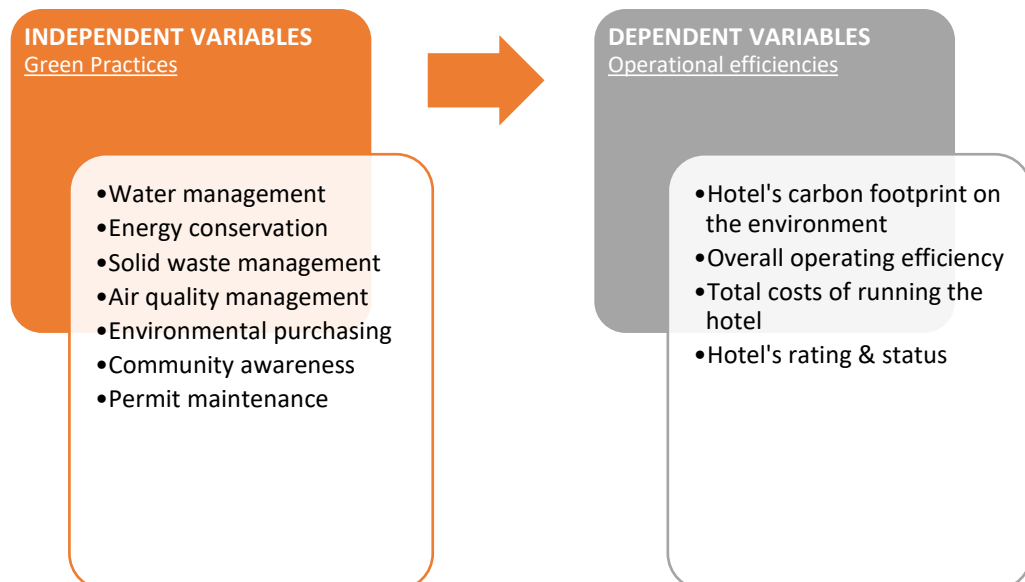 INDEPENDENT VARIABLES
Green Practices
•Water management
•Energy conservation
•Solid waste management
•Air quality management
•Environmental purchasing
•Community awareness
•Permit maintenance
DEPENDENT VARIABLES
Operational efficiencies
•Hotel's carbon footprint on
the environment
•Overall operating efficiency
•Total costs of running the
hotel
•Hotel's rating & status